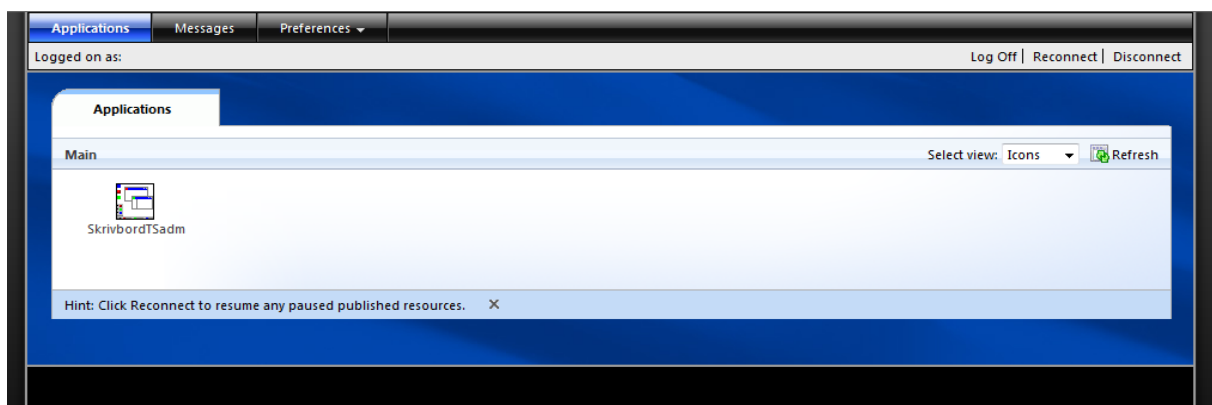 Applications Messages Preferences
Logged on as: Log Off | Reconnect | Disconnect
Applications
Main Select view: Icons Refresh
SkrivbordTSadm
Hint: Click Reconnect to resume any paused published resources. X